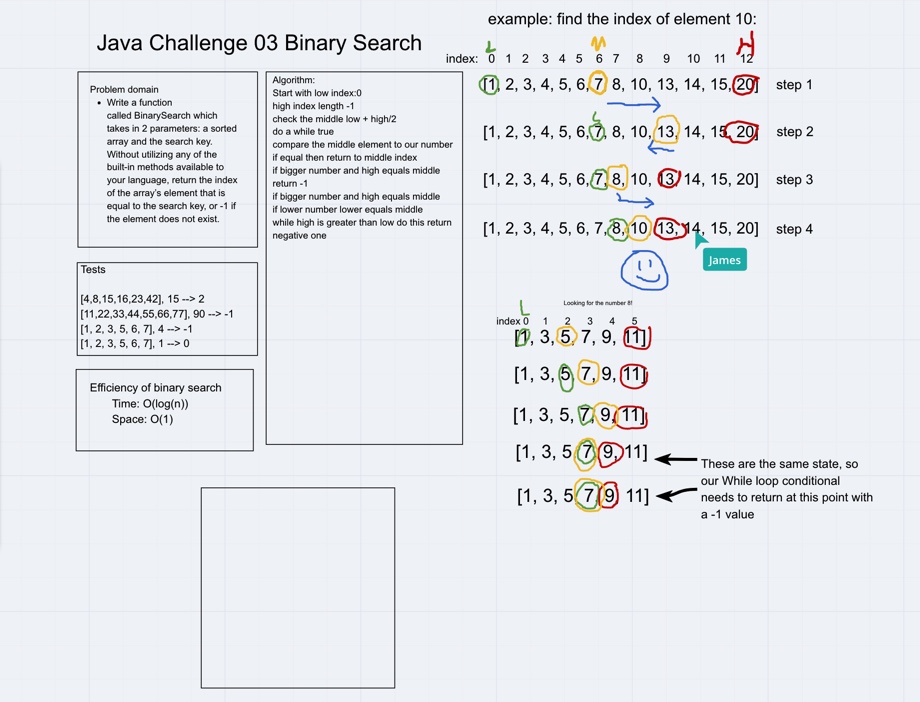 example: find the index of element 10:
Java Challenge 03 Binary Search
L
M
H
index: 0 1 2 3 4 5 6 7 8 9 10 11 12
[1, 2, 3, 4, 5, 6, 7, 8, 10, 13, 14, 15, 20] step 1
L
[1, 2, 3, 4, 5, 6, 7, 8, 10, 13, 14, 15, 20] step 2
[1, 2, 3, 4, 5, 6, 7, 8, 10, 13, 14, 15, 20] step 3
[1, 2, 3, 4, 5, 6, 7, 8, 10, 13, 14, 15, 20] step 4
James
Problem domain
• Write a function
called BinarySearch which
takes in 2 parameters: a sorted
array and the search key.
Without utilizing any of the
built-in methods available to
your language, return the index
of the array's element that is
equal to the search key, or -1 if
the element does not exist.
Algorithm:
Start with low index:0
high index length -1
check the middle low + high/2
do a while true
compare the middle element to our number
if equal then return to middle index
if bigger number and high equals middle
return -1
if bigger number and high equals middle
if lower number lower equals middle
while high is greater than low do this return
negative one
Tests
[4,8,15,16,23,42], 15 --> 2
[11,22,33,44,55,66,77], 90 --> -1
[1, 2, 3, 5, 6, 7], 4 --> -1
[1, 2, 3, 5, 6, 7], 1 --> 0
Efficiency of binary search
Time: O(log(n))
Space: O(1)
Looking for the number 8!
L
index 0 1 2 3 4 5
[1, 3, 5, 7, 9, 11]
[1, 3, 5, 7, 9, 11]
[1, 3, 5, 7, 9, 11]
[1, 3, 5 7 9, 11]
[1, 3, 5 7 9 11]
These are the same state, so
our While loop conditional
needs to return at this point with
a -1 value